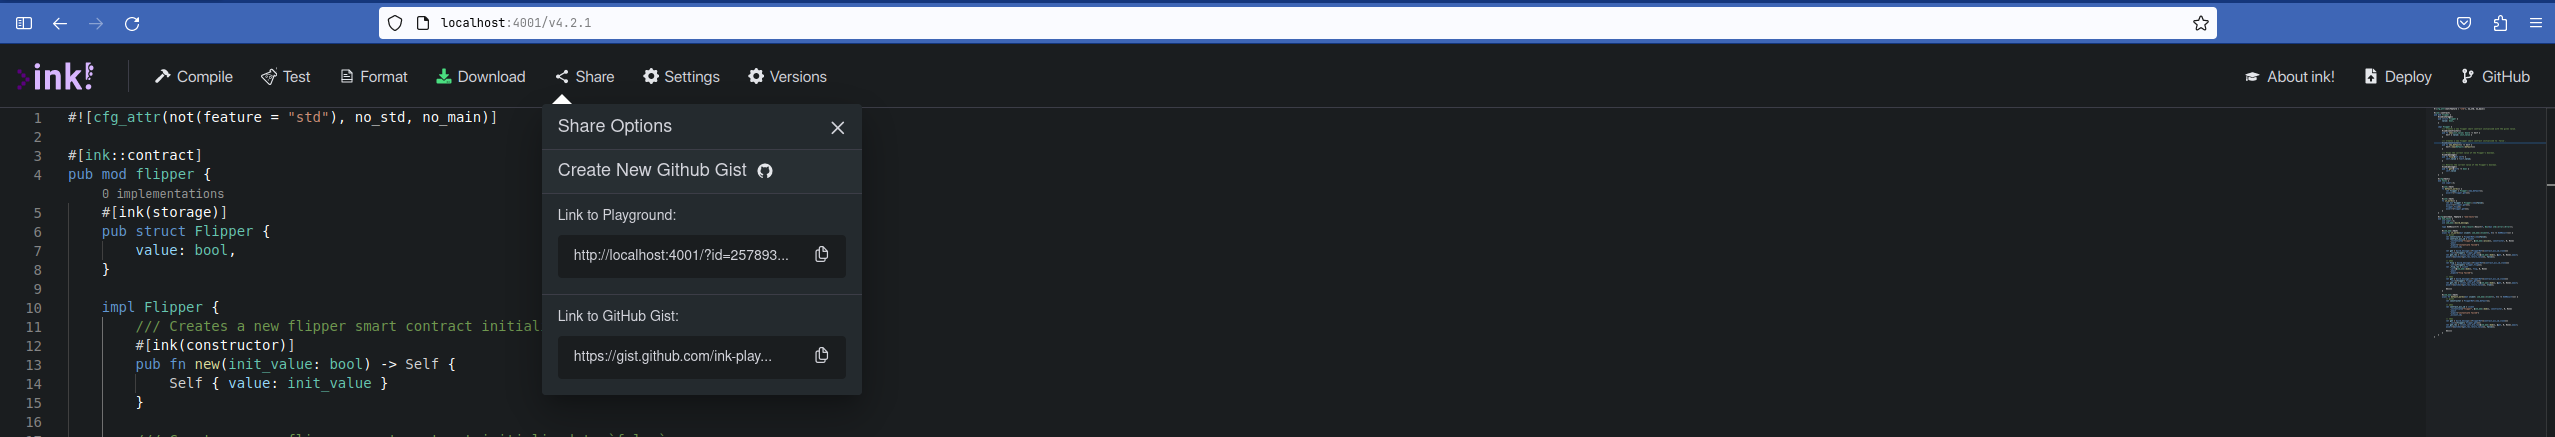 localhost:4001/v4.2.1
ink!
Compile
Test
Format
Download
Share
Settings
Versions
About ink!
Deploy
GitHub
1 #![cfg_attr(not(feature = "std"), no_std, no_main)]
2
3 #[ink::contract]
4 pub mod flipper {
0 implementations
5 #[ink(storage)]
6 pub struct Flipper {
7 value: bool,
8 }
9
10 impl Flipper {
11 /// Creates a new flipper smart contract initial
12 #[ink(constructor)]
13 pub fn new(init_value: bool) -> Self {
14 Self { value: init_value }
15 }
16
Share Options
Create New Github Gist
Link to Playground:
http://localhost:4001/?id=257893...
Link to GitHub Gist:
https://gist.github.com/ink-play...